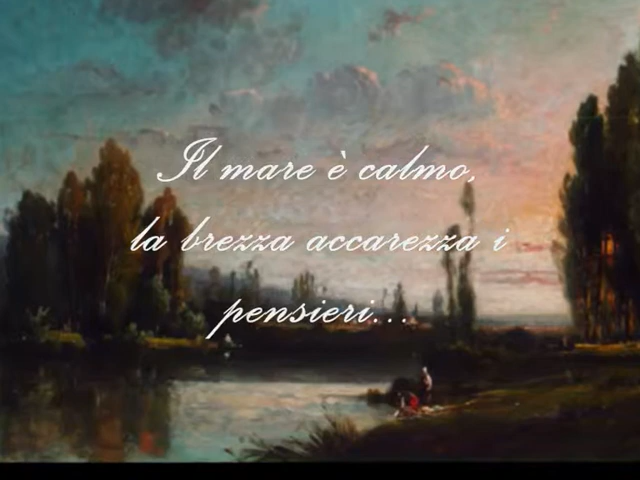 Il mare è calmo,
la brezza accarezza i
pensieri...